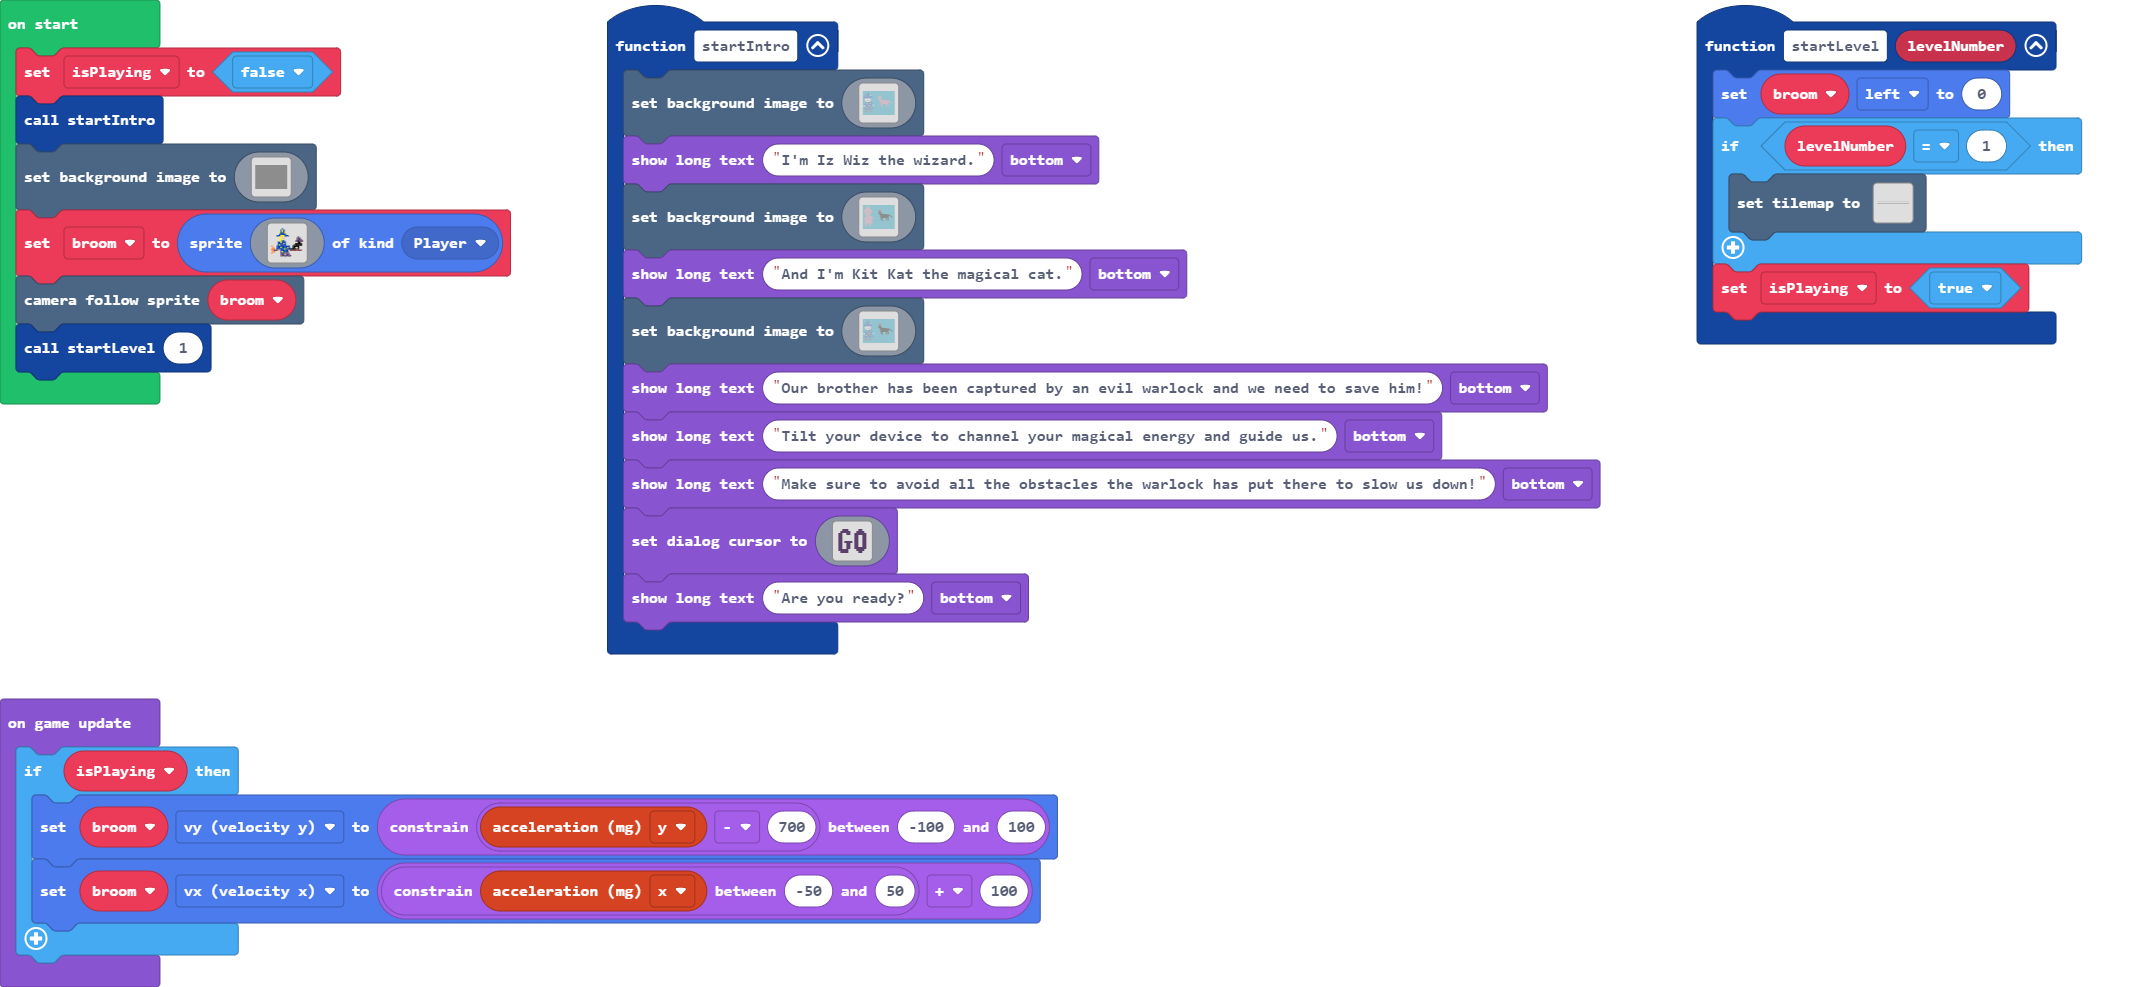 on start
set isPlaying to false
call startIntro
set background image to
set broom to sprite of kind Player
camera follow sprite broom
call startLevel 1
function startIntro
set background image to
show long text "I'm Iz Wiz the wizard." bottom
set background image to
show long text "And I'm Kit Kat the magical cat." bottom
set background image to
show long text "Our brother has been captured by an evil warlock and we need to save him!" bottom
show long text "Tilt your device to channel your magical energy and guide us." bottom
show long text "Make sure to avoid all the obstacles the warlock has put there to slow us down!" bottom
set dialog cursor to GO
show long text "Are you ready?" bottom
function startLevel levelNumber
set broom left to 0
if levelNumber = 1 then
set tilemap to
set isPlaying to true
on game update
if isPlaying then
set broom vy (velocity y) to constrain acceleration (mg) y - 700 between -100 and 100
set broom vx (velocity x) to constrain acceleration (mg) x between -50 and 50 + 100